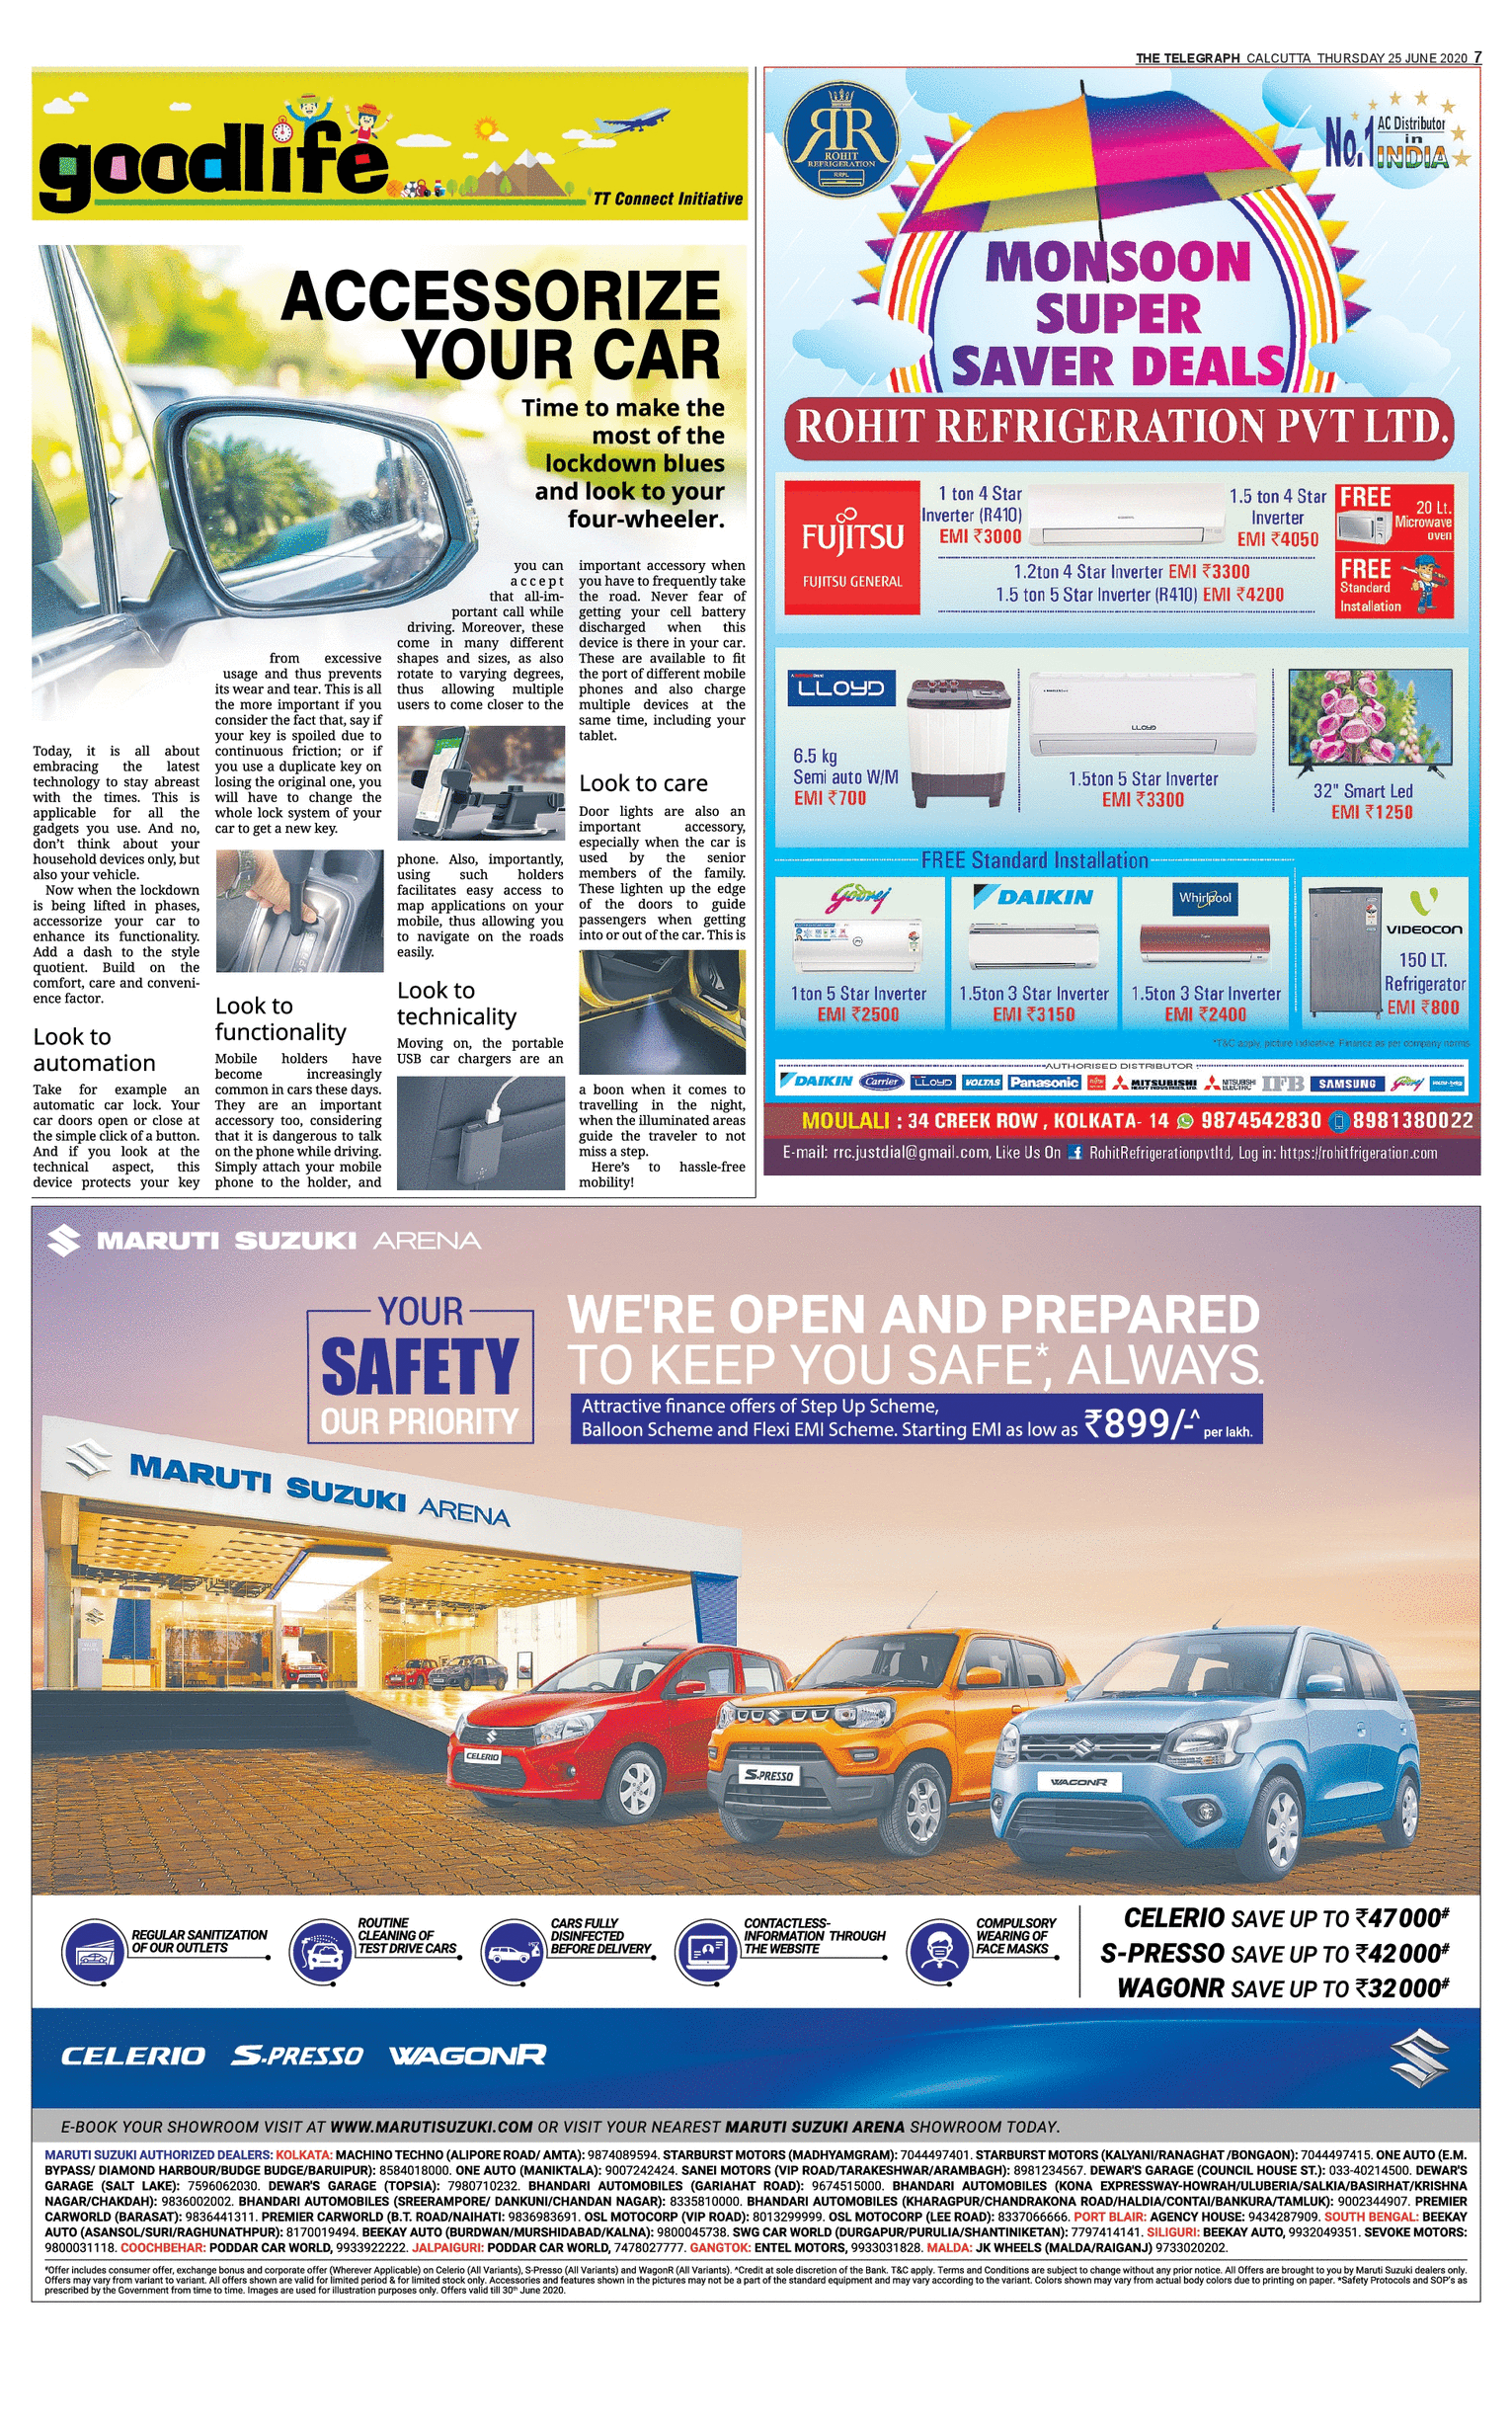 THE TELEGRAPH CALCUTTA THURSDAY 25 JUNE 2020 7
goodlife
TT Connect Initiative
ACCESSORIZE
YOUR CAR
Time to make the
most of the
lockdown blues
and look to your
four-wheeler.
Today, it is all about
embracing the latest
technology to stay abreast
with the times. This is
applicable for all the
gadgets you use. And no,
don't think about your
household devices only, but
also your vehicle.
Now when the lockdown
is being lifted in phases,
accessorize your car to
enhance its functionality.
Add a dash to the style
quotient. Build on the
comfort, care and conveni-
ence factor.
Look to
automation
Take for example an
automatic car lock. Your
car doors open or close at
the simple click of a button.
And if you look at the
technical aspect, this
device protects your key
from excessive
usage and thus prevents
its wear and tear. This is all
the more important if you
consider the fact that, say if
your key is spoiled due to
continuous friction; or if
you use a duplicate key on
losing the original one, you
will have to change the
whole lock system of your
car to get a new key.
Look to
functionality
Mobile holders have
become increasingly
common in cars these days.
They are an important
accessory too, considering
that it is dangerous to talk
on the phone while driving.
Simply attach your mobile
phone to the holder, and
you can
accept
that all-im-
portant call while
driving. Moreover, these
come in many different
shapes and sizes, as also
rotate to varying degrees,
thus allowing multiple
users to come closer to the
phone. Also, importantly,
using such holders
facilitates easy access to
map applications on your
mobile, thus allowing you
to navigate on the roads
easily.
Look to
technicality
Moving on, the portable
USB car chargers are an
important accessory when
you have to frequently take
the road. Never fear of
getting your cell battery
discharged when this
device is there in your car.
These are available to fit
the port of different mobile
phones and also charge
multiple devices at the
same time, including your
tablet.
Look to care
Door lights are also an
important accessory,
especially when the car is
used by the senior
members of the family.
These lighten up the edge
of the doors to guide
passengers when getting
into or out of the car. This is
a boon when it comes to
travelling in the night,
when the illuminated areas
guide the traveler to not
miss a step.
Here's to hassle-free
mobility!
RR
ROHIT
REFRIGERATION
RRPL
No.1 AC Distributor
in
INDIA
MONSOON
SUPER
SAVER DEALS
ROHIT REFRIGERATION PVT LTD.
FUJITSU
FUJITSU GENERAL
1 ton 4 Star
Inverter (R410)
EMI ₹3000
1.5 ton 4 Star
Inverter
EMI ₹4050
1.2ton 4 Star Inverter EMI ₹3300
1.5 ton 5 Star Inverter (R410) EMI ₹4200
FREE
20 Lt.
Microwave
oven
FREE
Standard
Installation
LLOYD
6.5 kg
Semi auto W/M
EMI ₹700
LLOYD
1.5ton 5 Star Inverter
EMI ₹3300
32" Smart Led
EMI ₹1250
FREE Standard Installation
Godrej
1ton 5 Star Inverter
EMI ₹2500
DAIKIN
1.5ton 3 Star Inverter
EMI ₹3150
Whirlpool
1.5ton 3 Star Inverter
EMI ₹2400
VIDEOCON
150 LT.
Refrigerator
EMI ₹800
*T&C apply, picture indicative. Finance as per company norms
AUTHORISED DISTRIBUTOR
DAIKIN Carrier LLOYD VOLTAS Panasonic MITSUBISHI HEAVY INDUSTRIES, LTD. MITSUBISHI ELECTRIC IFB SAMSUNG Godrej
MOULALI : 34 CREEK ROW , KOLKATA- 14 9874542830 8981380022
E-mail: rrc.justdial@gmail.com, Like Us On f RohitRefrigerationpvtltd, Log in: https://rohitfrigeration.com
MARUTI SUZUKI ARENA
YOUR
SAFETY
OUR PRIORITY
WE'RE OPEN AND PREPARED
TO KEEP YOU SAFE*, ALWAYS.
Attractive finance offers of Step Up Scheme,
Balloon Scheme and Flexi EMI Scheme. Starting EMI as low as ₹899/-^ per lakh.
MARUTI SUZUKI ARENA
CELERIO
S-PRESSO
WAGONR
REGULAR SANITIZATION
OF OUR OUTLETS
ROUTINE
CLEANING OF
TEST DRIVE CARS
CARS FULLY
DISINFECTED
BEFORE DELIVERY
CONTACTLESS-
INFORMATION THROUGH
THE WEBSITE
COMPULSORY
WEARING OF
FACE MASKS
CELERIO SAVE UP TO ₹47000#
S-PRESSO SAVE UP TO ₹42000#
WAGONR SAVE UP TO ₹32000#
CELERIO S-PRESSO WAGONR
E-BOOK YOUR SHOWROOM VISIT AT WWW.MARUTISUZUKI.COM OR VISIT YOUR NEAREST MARUTI SUZUKI ARENA SHOWROOM TODAY.
MARUTI SUZUKI AUTHORIZED DEALERS: KOLKATA: MACHINO TECHNO (ALIPORE ROAD/ AMTA): 9874089594. STARBURST MOTORS (MADHYAMGRAM): 7044497401. STARBURST MOTORS (KALYANI/RANAGHAT /BONGAON): 7044497415. ONE AUTO (E.M.
BYPASS/ DIAMOND HARBOUR/BUDGE BUDGE/BARUIPUR): 8584018000. ONE AUTO (MANIKTALA): 9007242424. SANEI MOTORS (VIP ROAD/TARAKESHWAR/ARAMBAGH): 8981234567. DEWAR'S GARAGE (COUNCIL HOUSE ST.): 033-40214500. DEWAR'S
GARAGE (SALT LAKE): 7596062030. DEWAR'S GARAGE (TOPSIA): 7980710232. BHANDARI AUTOMOBILES (GARIAHAT ROAD): 9674515000. BHANDARI AUTOMOBILES (KONA EXPRESSWAY-HOWRAH/ULUBERIA/SALKIA/BASIRHAT/KRISHNA
NAGAR/CHAKDAH): 9836002002. BHANDARI AUTOMOBILES (SREERAMPORE/ DANKUNI/CHANDAN NAGAR): 8335810000. BHANDARI AUTOMOBILES (KHARAGPUR/CHANDRAKONA ROAD/HALDIA/CONTAI/BANKURA/TAMLUK): 9002344907. PREMIER
CARWORLD (BARASAT): 9836441311. PREMIER CARWORLD (B.T. ROAD/NAIHATI: 9836983691. OSL MOTOCORP (VIP ROAD): 8013299999. OSL MOTOCORP (LEE ROAD): 8337066666. PORT BLAIR: AGENCY HOUSE: 9434287909. SOUTH BENGAL: BEEKAY
AUTO (ASANSOL/SURI/RAGHUNATHPUR): 8170019494. BEEKAY AUTO (BURDWAN/MURSHIDABAD/KALNA): 9800045738. SWG CAR WORLD (DURGAPUR/PURULIA/SHANTINIKETAN): 7797414141. SILIGURI: BEEKAY AUTO, 9932049351. SEVOKE MOTORS:
9800031118. COOCHBEHAR: PODDAR CAR WORLD, 9933922222. JALPAIGURI: PODDAR CAR WORLD, 7478027777. GANGTOK: ENTEL MOTORS, 9933031828. MALDA: JK WHEELS (MALDA/RAIGANJ) 9733020202.
#Offer includes consumer offer, exchange bonus and corporate offer (Wherever Applicable) on Celerio (All Variants), S-Presso (All Variants) and WagonR (All Variants). ^Credit at sole discretion of the Bank. T&C apply. Terms and Conditions are subject to change without any prior notice. All Offers are brought to you by Maruti Suzuki dealers only.
Offers may vary from variant to variant. All offers shown are valid for limited period & for limited stock only. Accessories and features shown in the pictures may not be a part of the standard equipment and may vary according to the variant. Colors shown may vary from actual body colors due to printing on paper. *Safety Protocols and SOP's as
prescribed by the Government from time to time. Images are used for illustration purposes only. Offers valid till 30th June 2020.